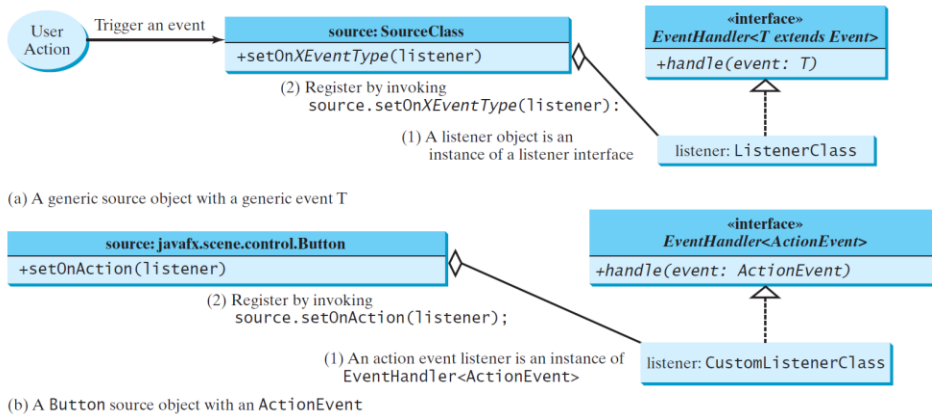 User
Action
Trigger an event
source: SourceClass
+setOnXEventType(listener)
(2) Register by invoking
source.setOnXEventType(listener):
(1) A listener object is an
instance of a listener interface
«interface»
EventHandler<T extends Event>
+handle(event: T)
listener: ListenerClass
(a) A generic source object with a generic event T
source: javafx.scene.control.Button
+setOnAction(listener)
(2) Register by invoking
source.setOnAction(listener);
(1) An action event listener is an instance of
EventHandler<ActionEvent>
«interface»
EventHandler<ActionEvent>
+handle(event: ActionEvent)
listener: CustomListenerClass
(b) A Button source object with an ActionEvent